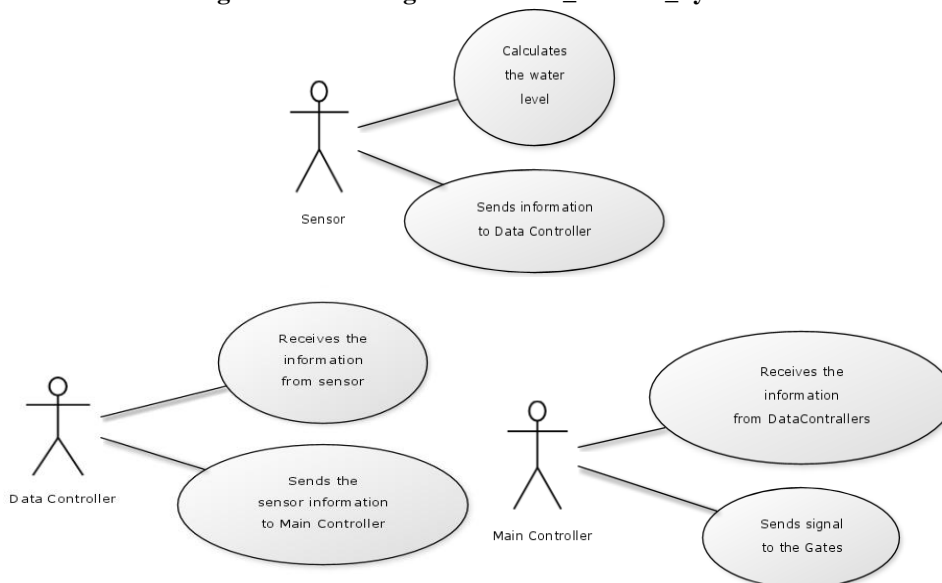 Calculates
the water
level
Sensor
Sends information
to Data Controller
Receives the
information
from sensor
Data Controller
Sends the
sensor information
to Main Controller
Receives the
information
from DataContrallers
Main Controller
Sends signal
to the Gates